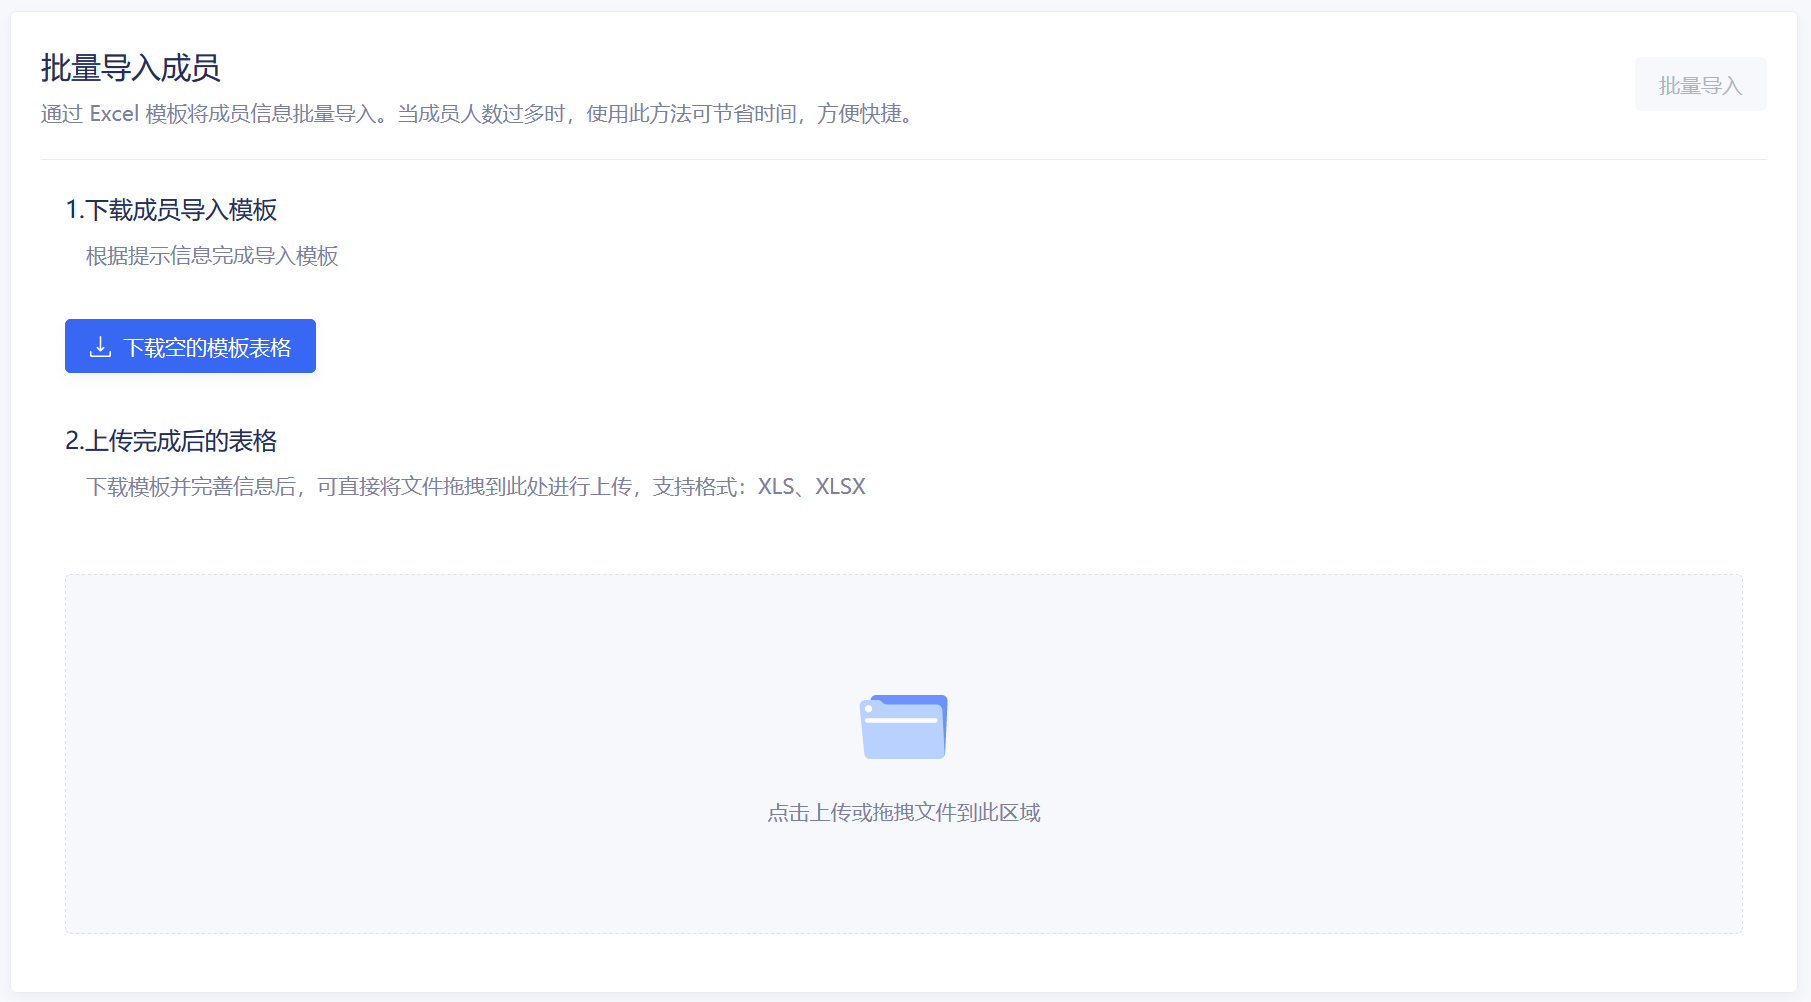 批量导入成员
批量导入
通过 Excel 模板将成员信息批量导入。当成员人数过多时，使用此方法可节省时间，方便快捷。
1.下载成员导入模板
根据提示信息完成导入模板
下载空的模板表格
2.上传完成后的表格
下载模板并完善信息后，可直接将文件拖拽到此处进行上传，支持格式：XLS、XLSX
点击上传或拖拽文件到此区域